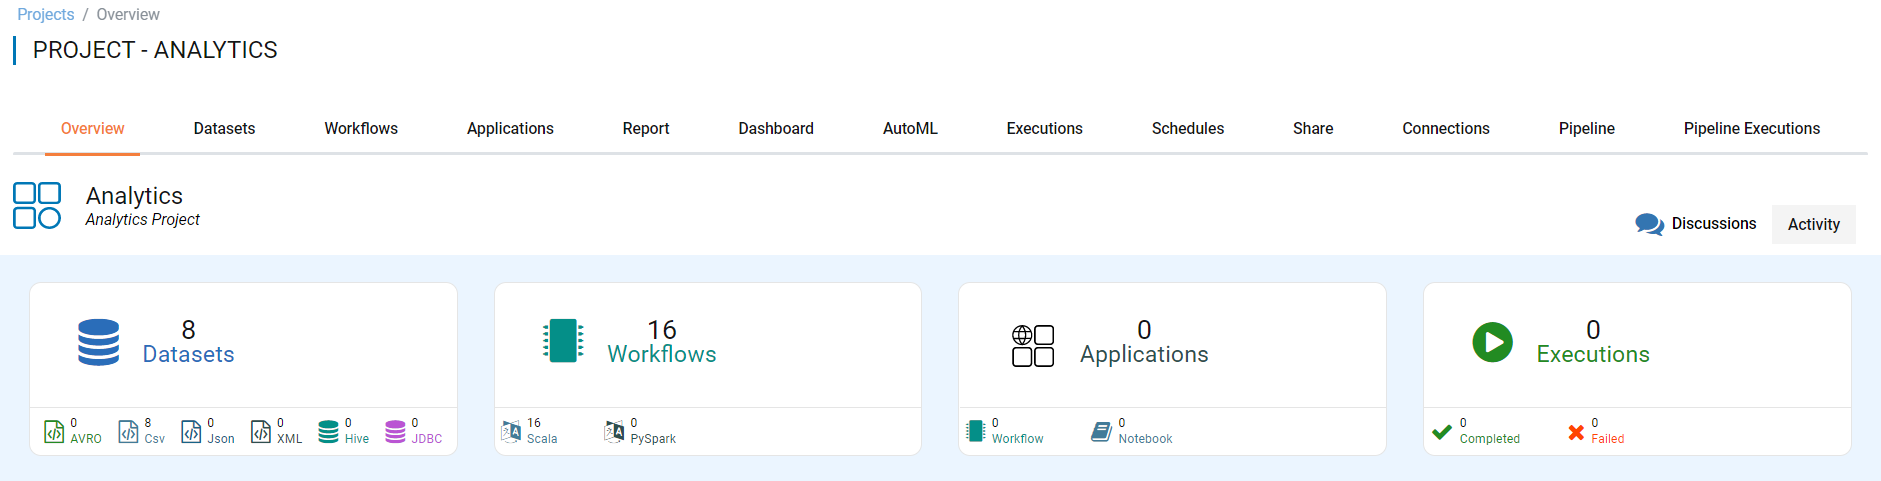 Projects / Overview
PROJECT - ANALYTICS
Overview Datasets Workflows Applications Report Dashboard AutoML Executions Schedules Share Connections Pipeline Pipeline Executions
Analytics
Analytics Project
Discussions Activity
8
Datasets
0
AVRO
8
Csv
0
Json
0
XML
0
Hive
0
JDBC
16
Workflows
16
Scala
0
PySpark
0
Applications
0
Workflow
0
Notebook
0
Executions
0
Completed
0
Failed